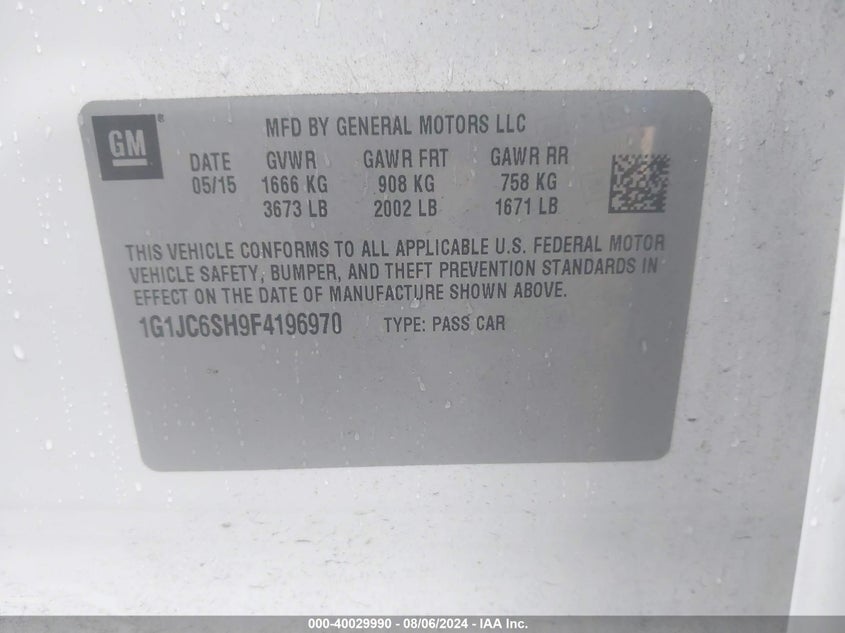 GM®
MFD BY GENERAL MOTORS LLC
DATE GVWR GAWR FRT GAWR RR
05/15 1666 KG 908 KG 758 KG
3673 LB 2002 LB 1671 LB
THIS VEHICLE CONFORMS TO ALL APPLICABLE U.S. FEDERAL MOTOR
VEHICLE SAFETY, BUMPER, AND THEFT PREVENTION STANDARDS IN
EFFECT ON THE DATE OF MANUFACTURE SHOWN ABOVE.
1G1JC6SH9F4196970 TYPE: PASS CAR
000-40029990 - 08/06/2024 - IAA Inc.